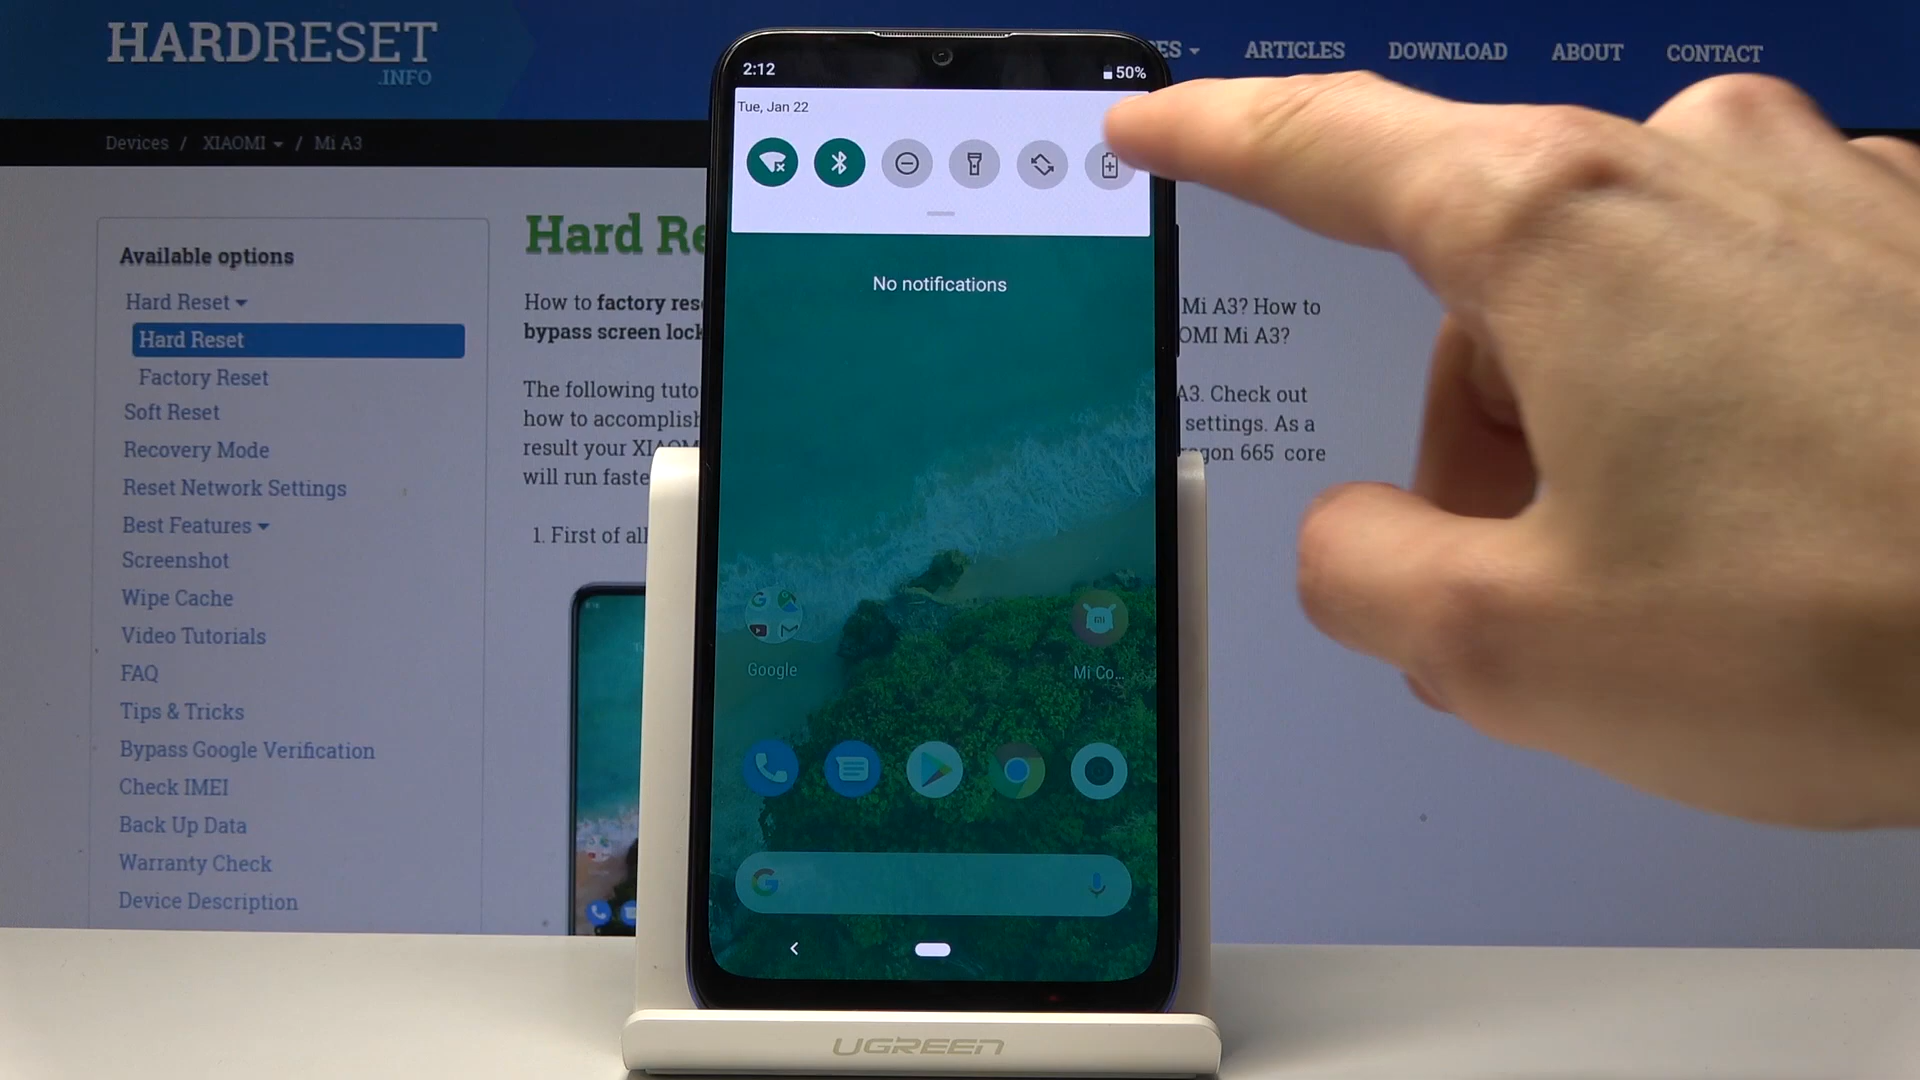 HARDRESET
.INFO
ARTICLES
DOWNLOAD
ABOUT
CONTACT
Devices / XIAOMI / Mi A3
Available options
Hard Reset
Hard Reset
Factory Reset
Soft Reset
Recovery Mode
Reset Network Settings
Best Features
Screenshot
Wipe Cache
Video Tutorials
FAQ
Tips & Tricks
Bypass Google Verification
Check IMEI
Back Up Data
Warranty Check
Device Description
Hard Re
How to factory res
bypass screen lock
Mi A3? How to
OMI Mi A3?
The following tuto
how to accomplish
result your XIAOM
will run faste
A3. Check out
settings. As a
gon 665 core
1. First of all
2:12
50%
Tue, Jan 22
No notifications
Google
Mi Co...
UGREEN